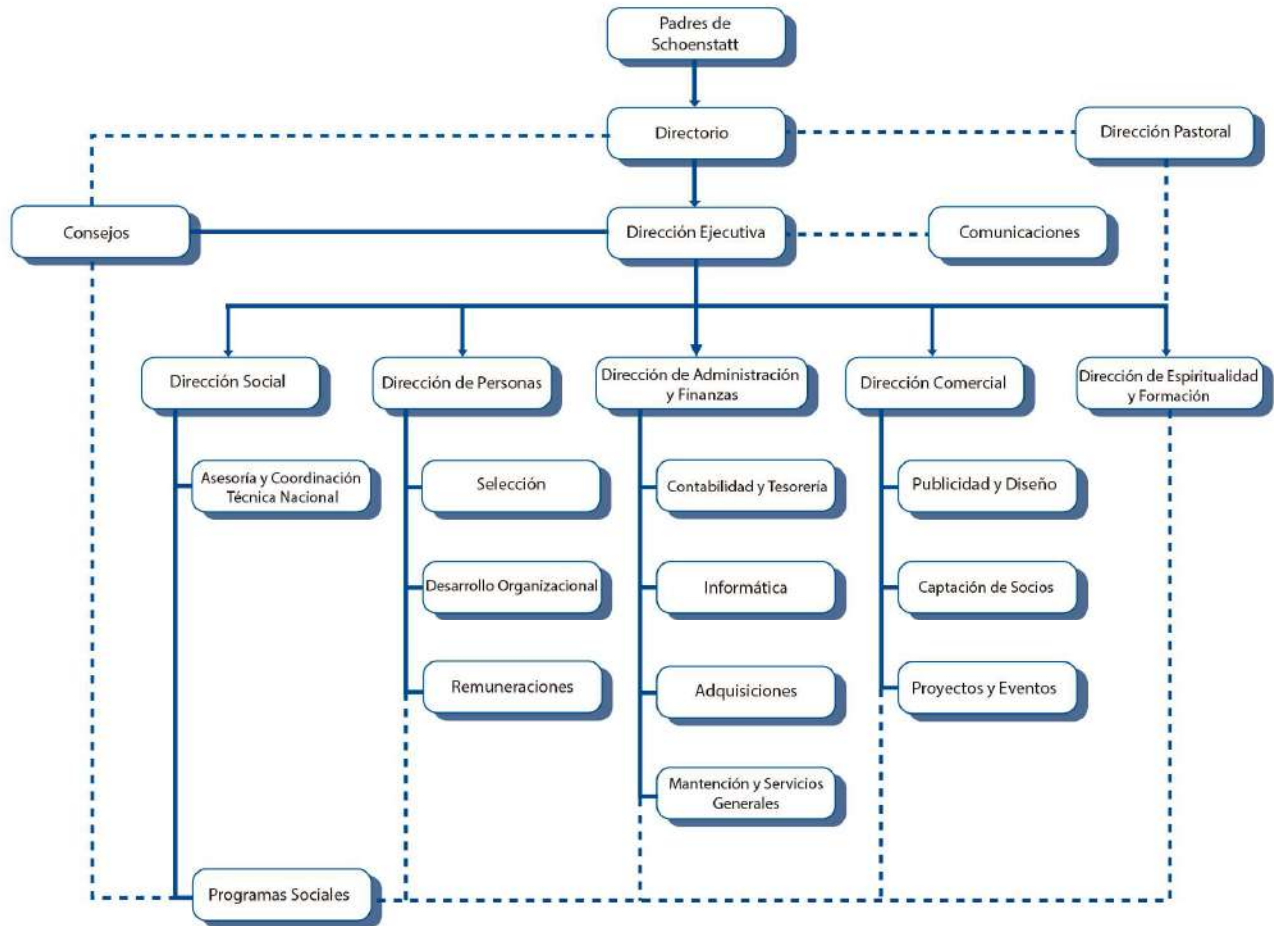 Padres de
Schoenstatt
Directorio
Dirección Pastoral
Consejos
Dirección Ejecutiva
Comunicaciones
Dirección Social
Dirección de Personas
Dirección de Administración
y Finanzas
Dirección Comercial
Dirección de Espiritualidad
y Formación
Asesoría y Coordinación
Técnica Nacional
Selección
Contabilidad y Tesorería
Publicidad y Diseño
Desarrollo Organizacional
Informática
Captación de Socios
Remuneraciones
Adquisiciones
Proyectos y Eventos
Mantención y Servicios
Generales
Programas Sociales